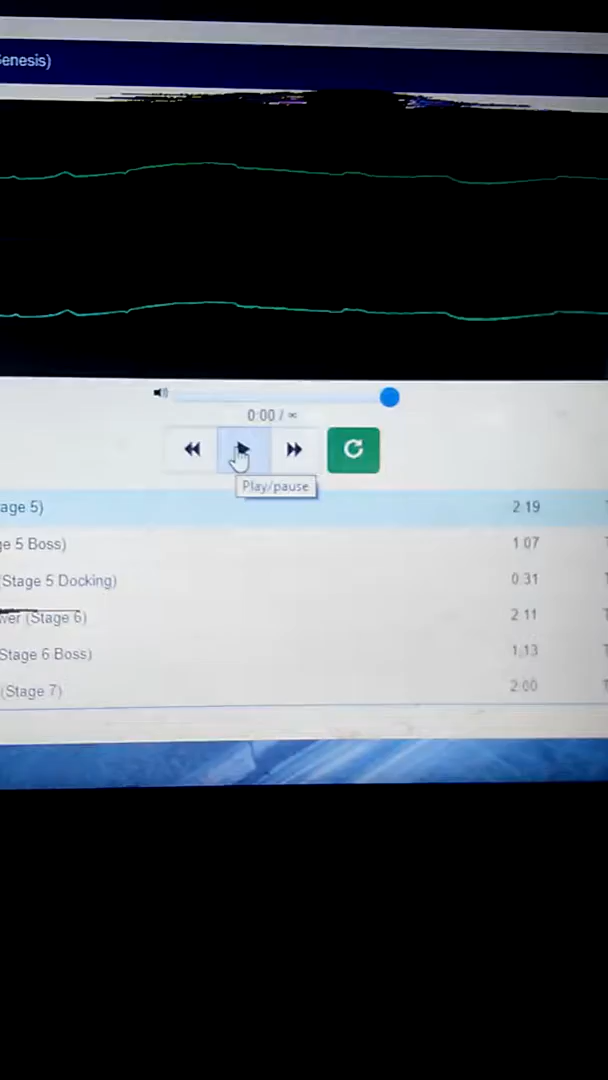 enesis)
0:00 / ∞
Play/pause
age 5) 2:19
ge 5 Boss) 1:07
(Stage 5 Docking) 0:31
wer (Stage 6) 2:11
Stage 6 Boss) 1:13
(Stage 7) 2:00